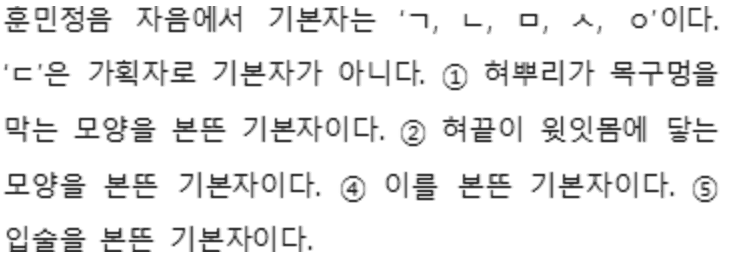 훈민정음 자음에서 기본자는 'ㄱ, ㄴ, ㅁ, ㅅ, ㅇ'이다.
'ㄷ'은 가획자로 기본자가 아니다. ① 혀뿌리가 목구멍을
막는 모양을 본뜬 기본자이다. ② 혀끝이 윗잇몸에 닿는
모양을 본뜬 기본자이다. ④ 이를 본뜬 기본자이다. ⑤
입술을 본뜬 기본자이다.